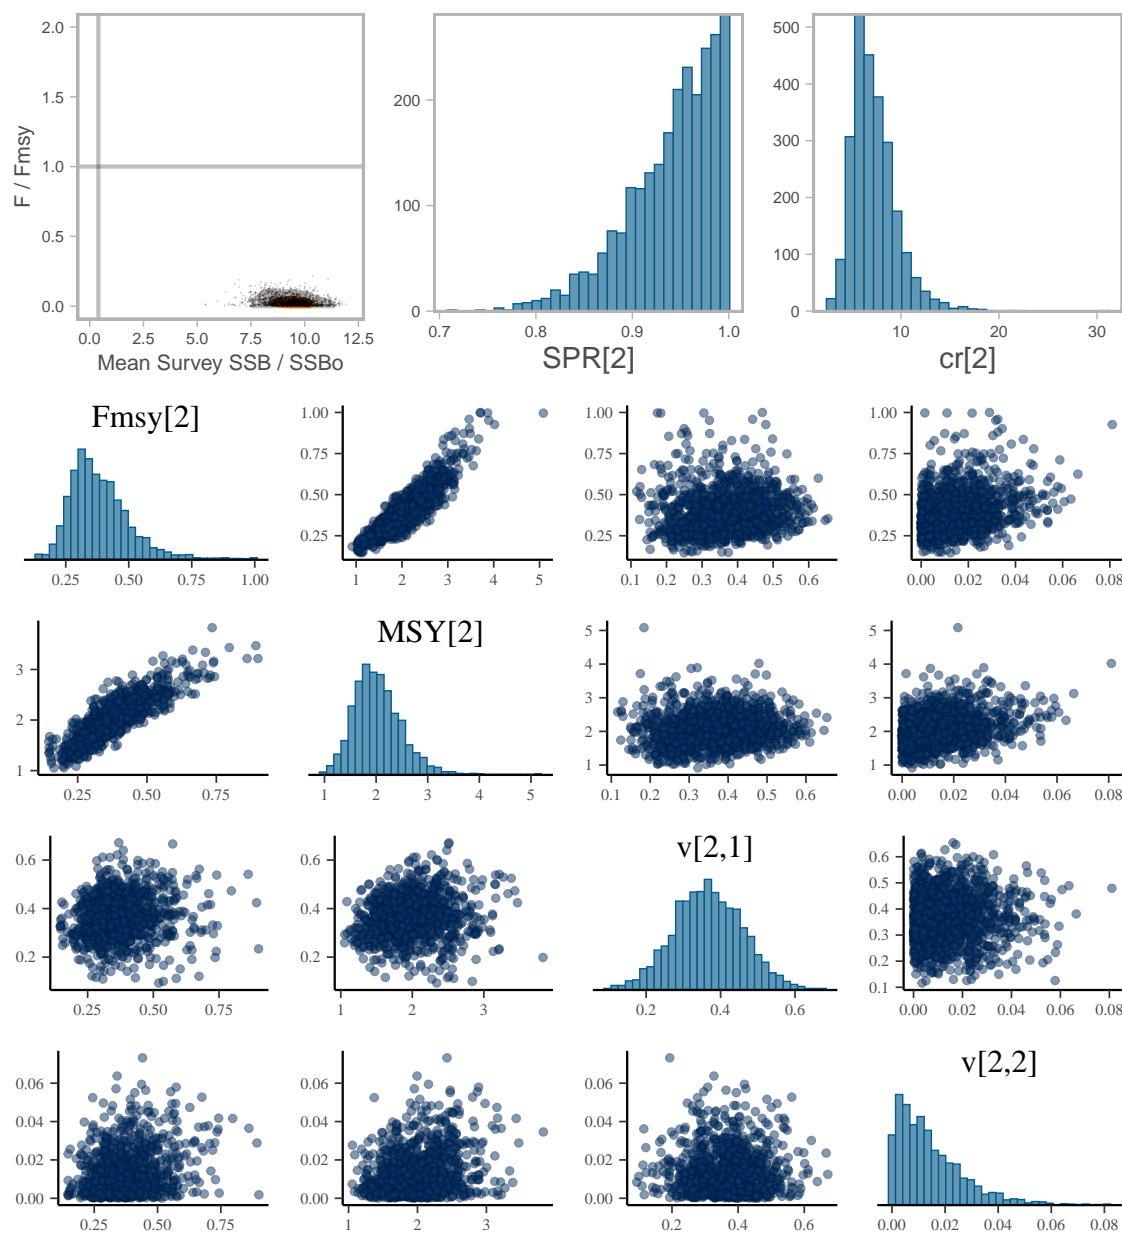 2.0
1.5
1.0
0.5
0.0
F / Fmsy
0.0 2.5 5.0 7.5 10.0 12.5
Mean Survey SSB / SSBo
200
100
0
0.7 0.8 0.9 1.0
SPR[2]
500
400
300
200
100
0
10 20 30
cr[2]
Fmsy[2]
0.25 0.50 0.75 1.00
1.00
0.75
0.50
0.25
1 2 3 4 5
1.00
0.75
0.50
0.25
0.1 0.2 0.3 0.4 0.5 0.6
1.00
0.75
0.50
0.25
0.00 0.02 0.04 0.06 0.08
3
2
1
0.25 0.50 0.75
MSY[2]
1 2 3 4 5
5
4
3
2
1
0.1 0.2 0.3 0.4 0.5 0.6
5
4
3
2
1
0.00 0.02 0.04 0.06 0.08
0.6
0.4
0.2
0.25 0.50 0.75
0.6
0.4
0.2
1 2 3
v[2,1]
0.2 0.4 0.6
0.6
0.5
0.4
0.3
0.2
0.1
0.00 0.02 0.04 0.06 0.08
0.06
0.04
0.02
0.00
0.25 0.50 0.75
0.06
0.04
0.02
0.00
1 2 3
0.06
0.04
0.02
0.00
0.2 0.4 0.6
v[2,2]
0.00 0.02 0.04 0.06 0.08